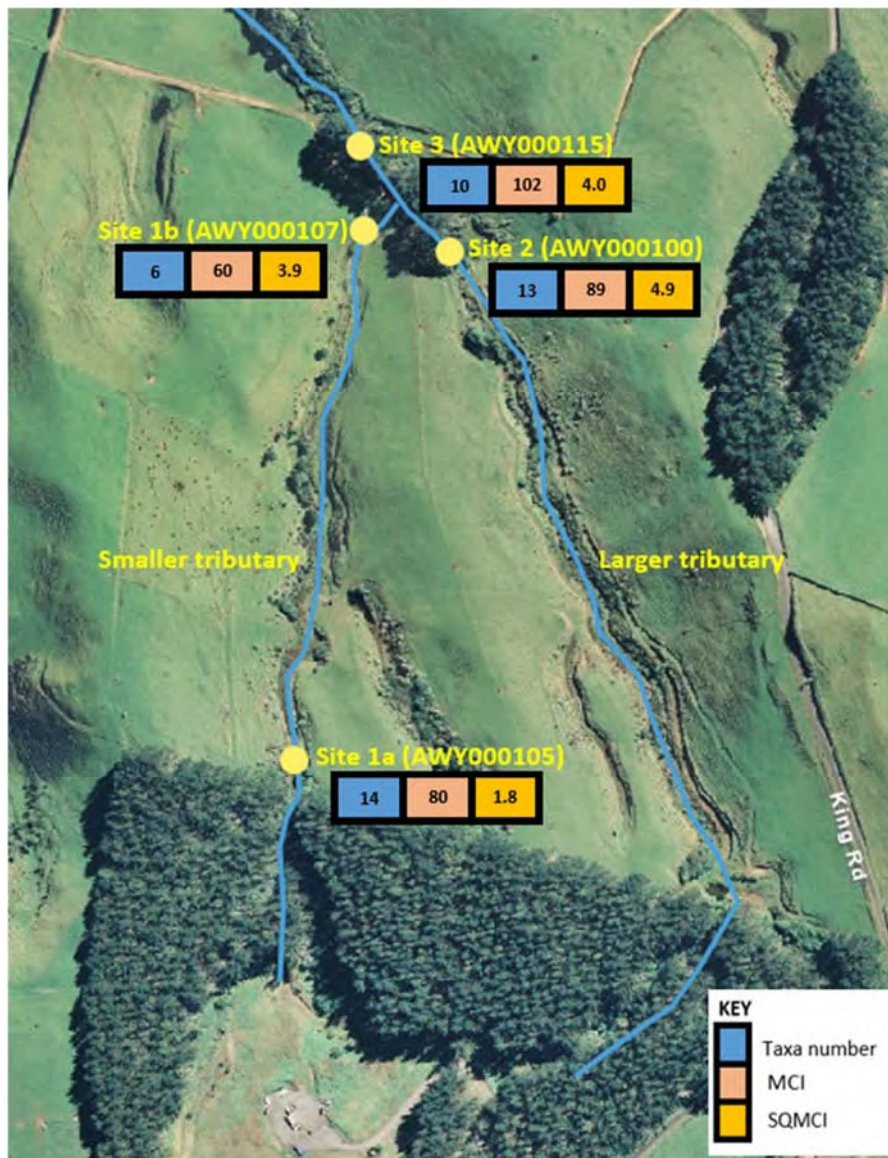 Site 3 (AWY000115)
10 102 4.0
Site 1b (AWY000107)
6 60 3.9
Site 2 (AWY000100)
13 89 4.9
Smaller tributary
Larger tributary
Site 1a (AWY000105)
14 80 1.8
King Rd
KEY
Taxa number
MCI
SQMCI